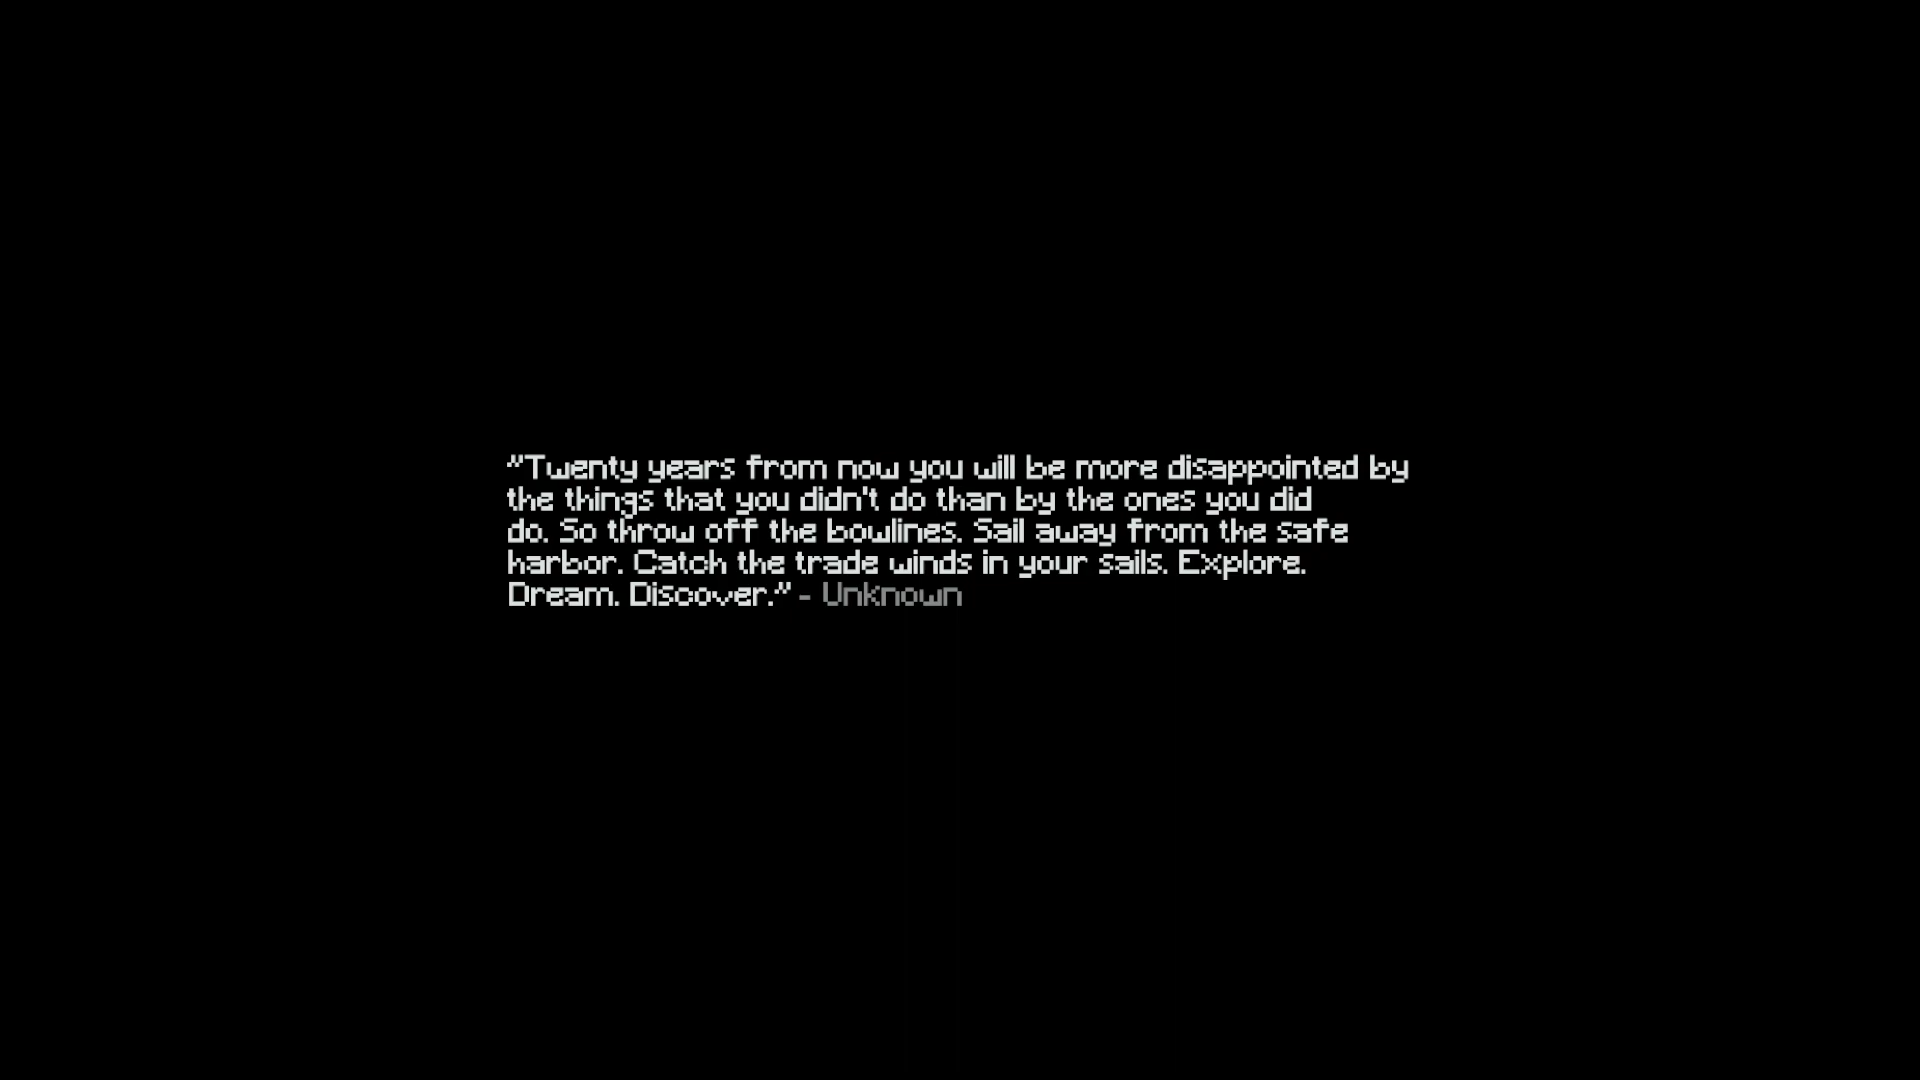 "Twenty years from now you will be more disappointed by
the things that you didn't do than by the ones you did
do. So throw off the bowlines. Sail away from the safe
harbor. Catch the trade winds in your sails. Explore.
Dream. Discover." - Unknown